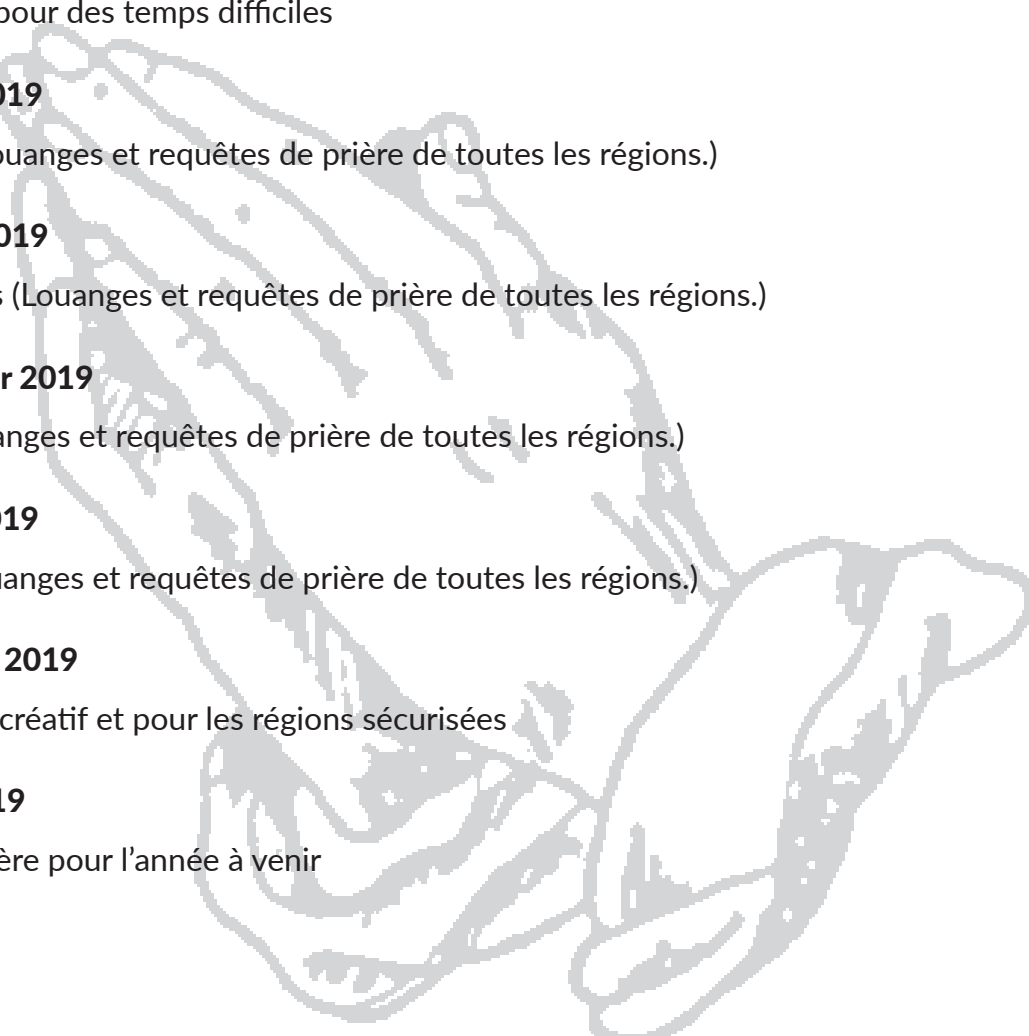 pour des temps difficiles
019
ouanges et requêtes de prière de toutes les régions.)
2019
s (Louanges et requêtes de prière de toutes les régions.)
r 2019
anges et requêtes de prière de toutes les régions.)
019
uanges et requêtes de prière de toutes les régions.)
2019
créatif et pour les régions sécurisées
19
ère pour l’année à venir